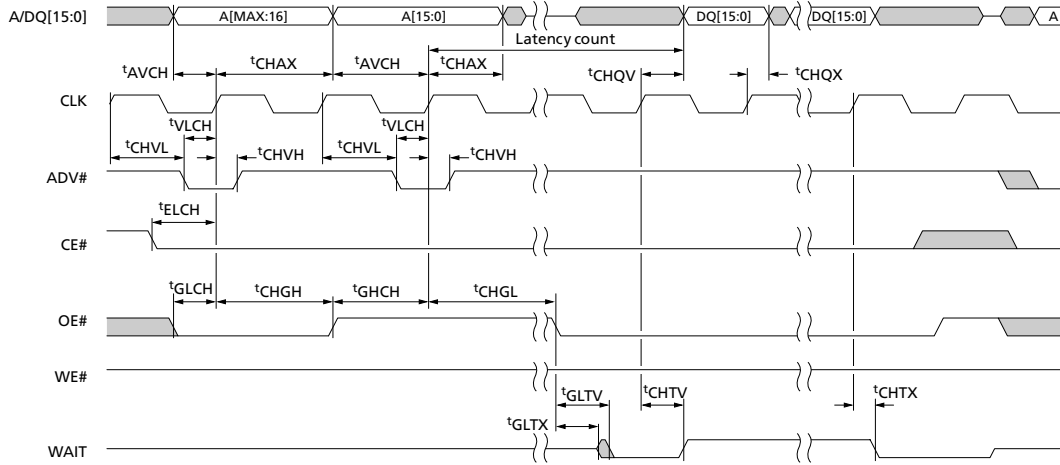 A/DQ[15:0] A[MAX:16] A[15:0] DQ[15:0] DQ[15:0] A
Latency count
tAVCH tCHAX tAVCH tCHAX tCHQV tCHQX
CLK
tVLCH tVLCH
tCHVL tCHVH tCHVL tCHVH
ADV#
tELCH
CE#
tGLCH tCHGH tGHCH tCHGL
OE#
WE#
tGLTV tCHTV tCHTX
tGLTX
WAIT